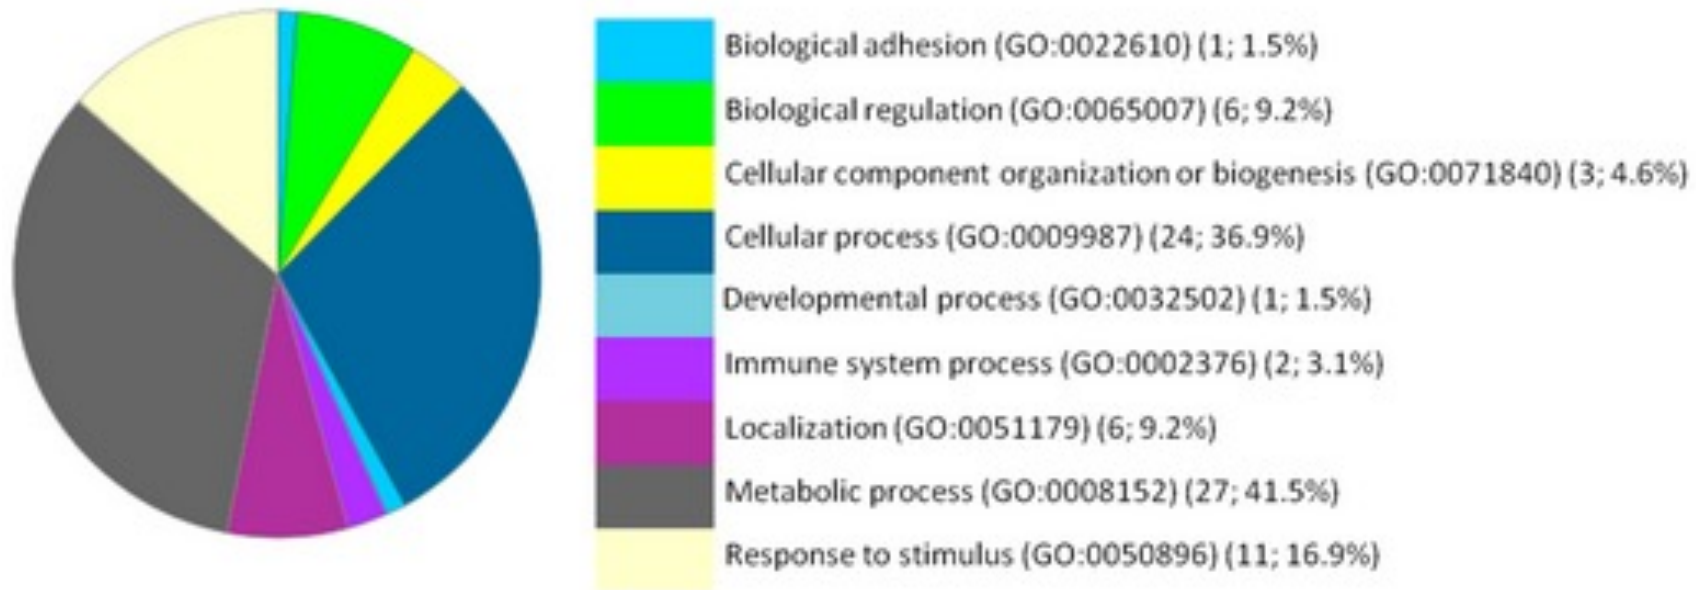 Biological adhesion (GO:0022610) (1; 1.5%)
Biological regulation (GO:0065007) (6; 9.2%)
Cellular component organization or biogenesis (GO:0071840) (3; 4.6%)
Cellular process (GO:0009987) (24; 36.9%)
Developmental process (GO:0032502) (1; 1.5%)
Immune system process (GO:0002376) (2; 3.1%)
Localization (GO:0051179) (6; 9.2%)
Metabolic process (GO:0008152) (27; 41.5%)
Response to stimulus (GO:0050896) (11; 16.9%)